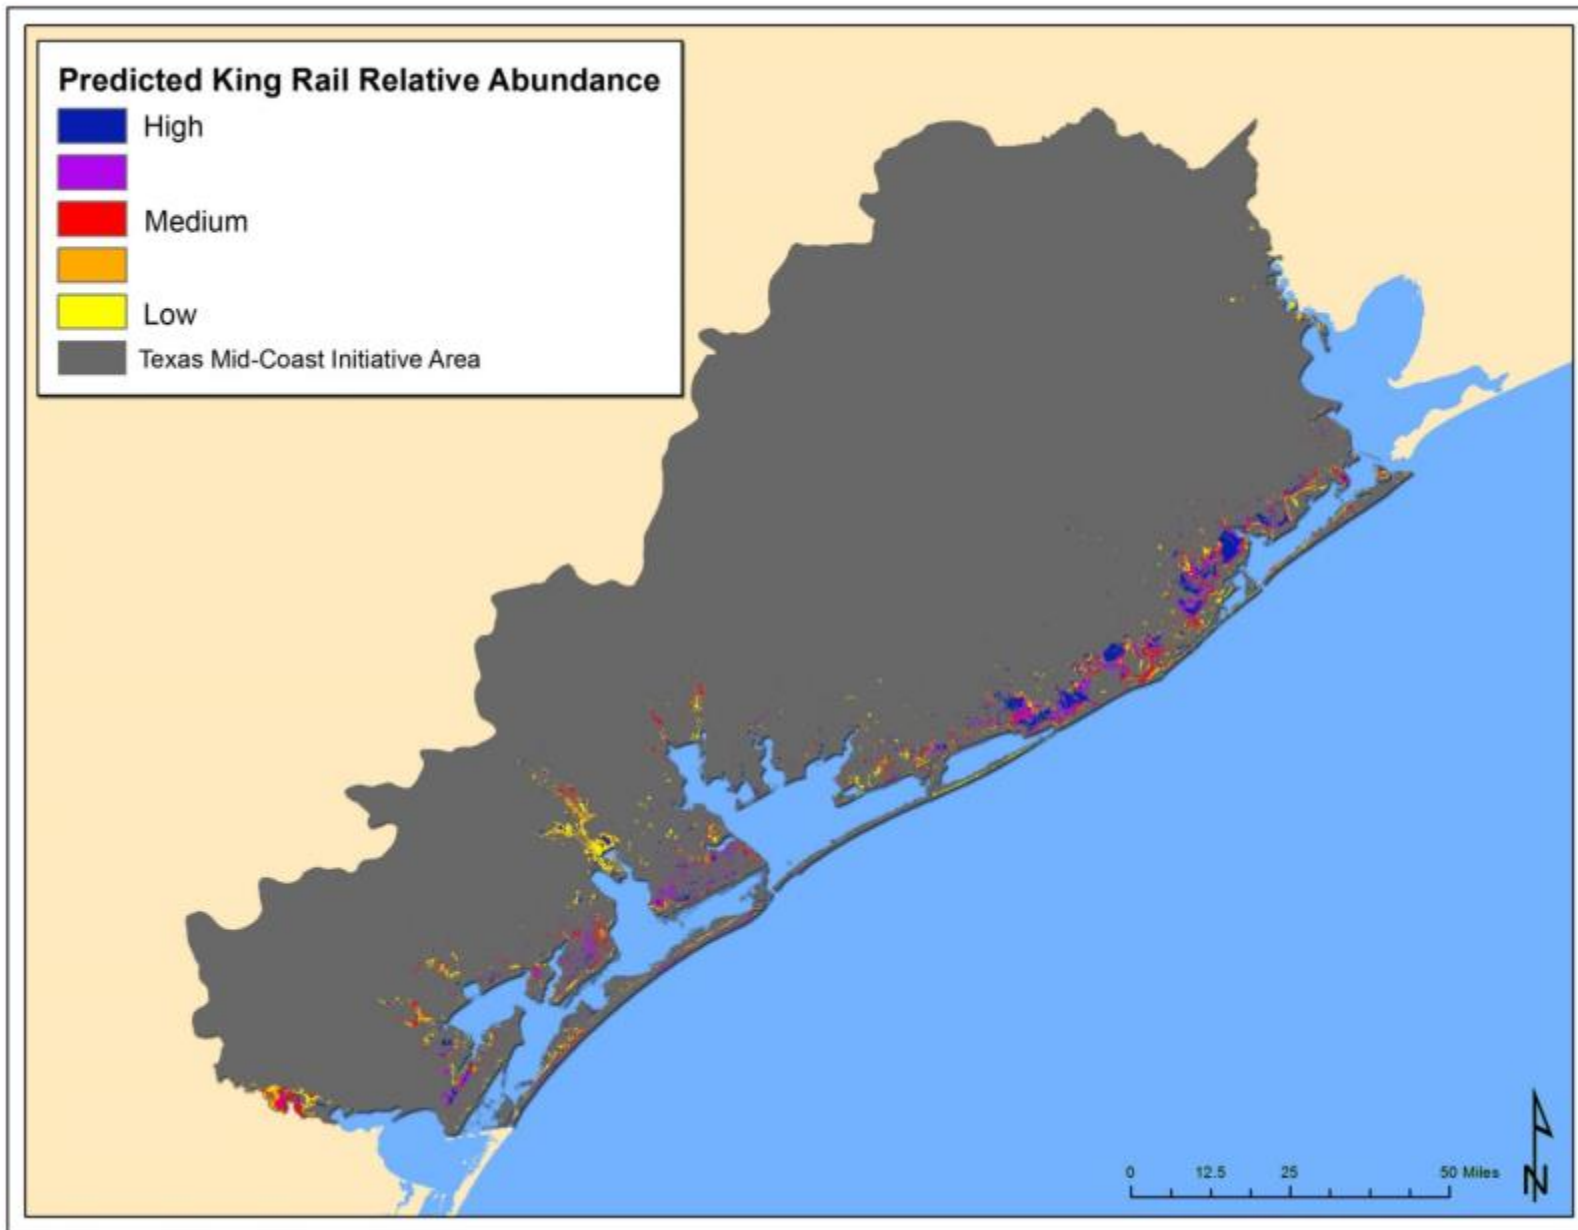 Predicted King Rail Relative Abundance
High
Medium
Low
Texas Mid-Coast Initiative Area
0 12.5 25 50 Miles
N